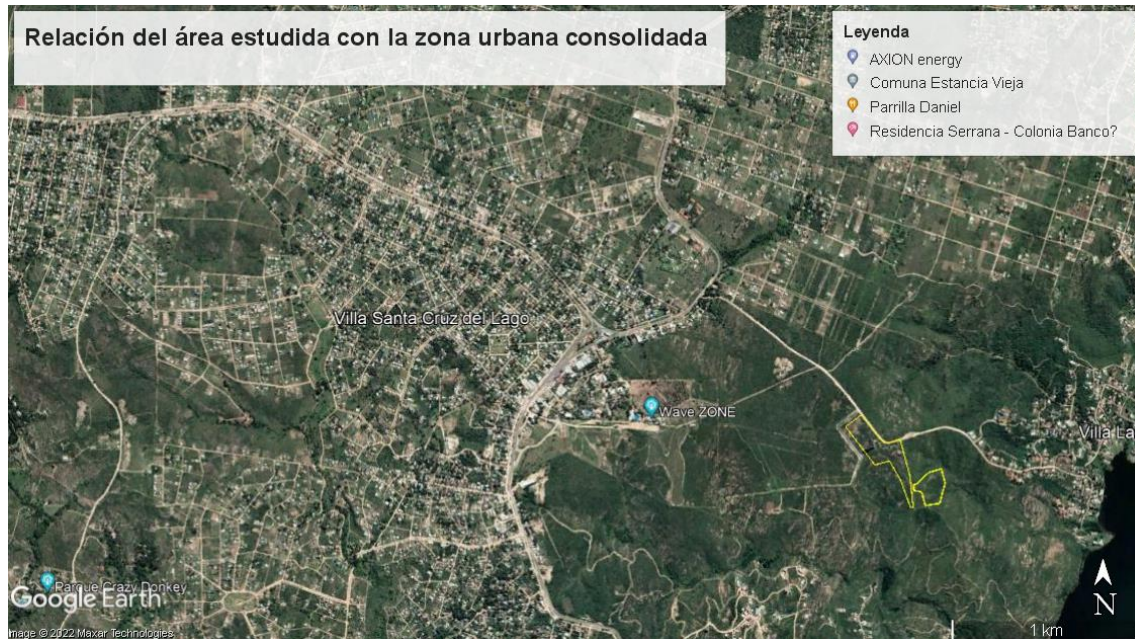 Relación del área estudida con la zona urbana consolidada
Leyenda
AXION energy
Comuna Estancia Vieja
Parrilla Daniel
Residencia Serrana - Colonia Banco?
Villa Santa Cruz del Lago
Wave ZONE
Villa La
Parque Crazy Donkey
Google Earth
Image © 2022 Maxar Technologies
N
1 km